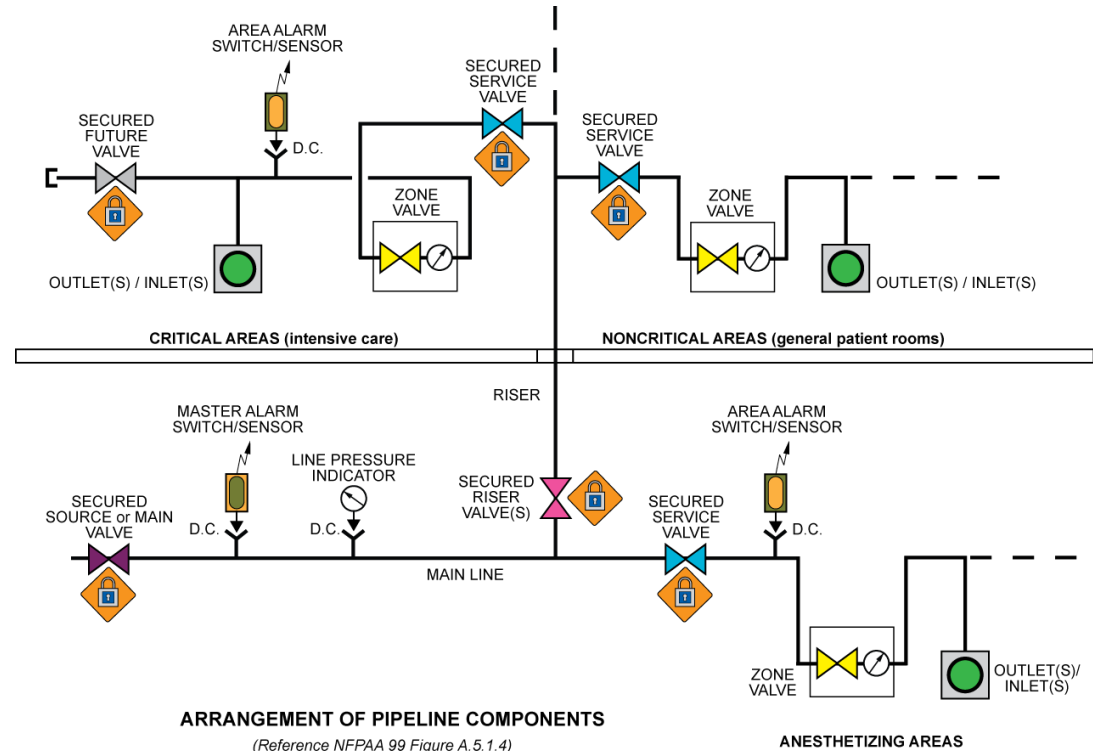 AREA ALARM
SWITCH/SENSOR
SECURED
SERVICE
VALVE
SECURED
FUTURE
VALVE
D.C.
SECURED
SERVICE
VALVE
ZONE
VALVE
ZONE
VALVE
OUTLET(S) / INLET(S)
OUTLET(S) / INLET(S)
CRITICAL AREAS (intensive care)
NONCRITICAL AREAS (general patient rooms)
RISER
MASTER ALARM
SWITCH/SENSOR
AREA ALARM
SWITCH/SENSOR
LINE PRESSURE
INDICATOR
SECURED
RISER
VALVE(S)
SECURED
SOURCE or MAIN
VALVE
SECURED
SERVICE
VALVE
D.C.
D.C.
D.C.
MAIN LINE
ZONE
VALVE
OUTLET(S)/
INLET(S)
ARRANGEMENT OF PIPELINE COMPONENTS
(Reference NFPAA 99 Figure A.5.1.4)
ANESTHETIZING AREAS